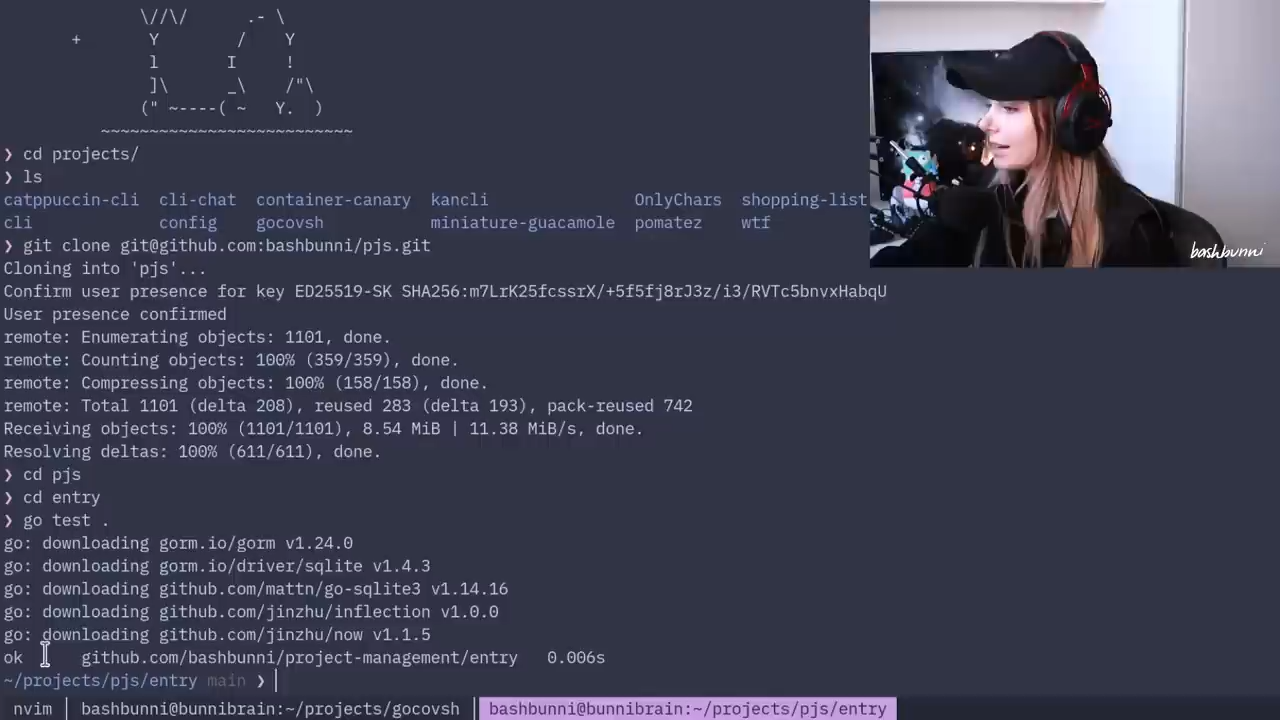 \//\/ .- \
+ Y / Y
l I !
]\ _\ /"\
(" ~----( ~ Y. )
~~~~~~~~~~~~~~~~~~~~~~~~~~
❯ cd projects/
❯ ls
catppuccin-cli cli-chat container-canary kancli OnlyChars shopping-list
cli config gocovsh miniature-guacamole pomatez wtf
❯ git clone git@github.com:bashbunni/pjs.git
bashbunni
Cloning into 'pjs'...
Confirm user presence for key ED25519-SK SHA256:m7LrK25fcssrX/+5f5fj8rJ3z/i3/RVTc5bnvxHabqU
User presence confirmed
remote: Enumerating objects: 1101, done.
remote: Counting objects: 100% (359/359), done.
remote: Compressing objects: 100% (158/158), done.
remote: Total 1101 (delta 208), reused 283 (delta 193), pack-reused 742
Receiving objects: 100% (1101/1101), 8.54 MiB | 11.38 MiB/s, done.
Resolving deltas: 100% (611/611), done.
❯ cd pjs
❯ cd entry
❯ go test .
go: downloading gorm.io/gorm v1.24.0
go: downloading gorm.io/driver/sqlite v1.4.3
go: downloading github.com/mattn/go-sqlite3 v1.14.16
go: downloading github.com/jinzhu/inflection v1.0.0
go: downloading github.com/jinzhu/now v1.1.5
ok github.com/bashbunni/project-management/entry 0.006s
~/projects/pjs/entry main ❯
nvim | bashbunni@bunnibrain:~/projects/gocovsh | bashbunni@bunnibrain:~/projects/pjs/entry